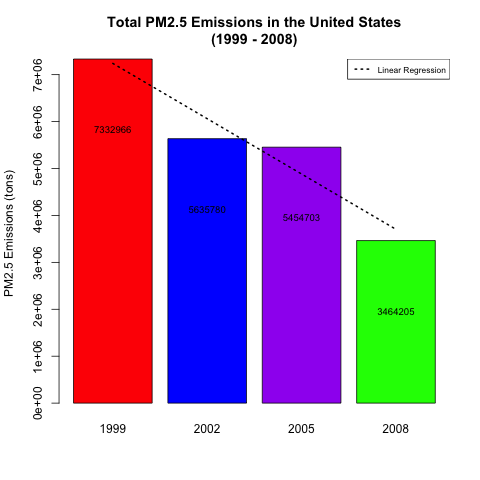 Total PM2.5 Emissions in the United States
(1999 - 2008)
Linear Regression
PM2.5 Emissions (tons)
7e+06
6e+06
5e+06
4e+06
3e+06
2e+06
1e+06
0e+00
7332966
5635780
5454703
3464205
1999 2002 2005 2008